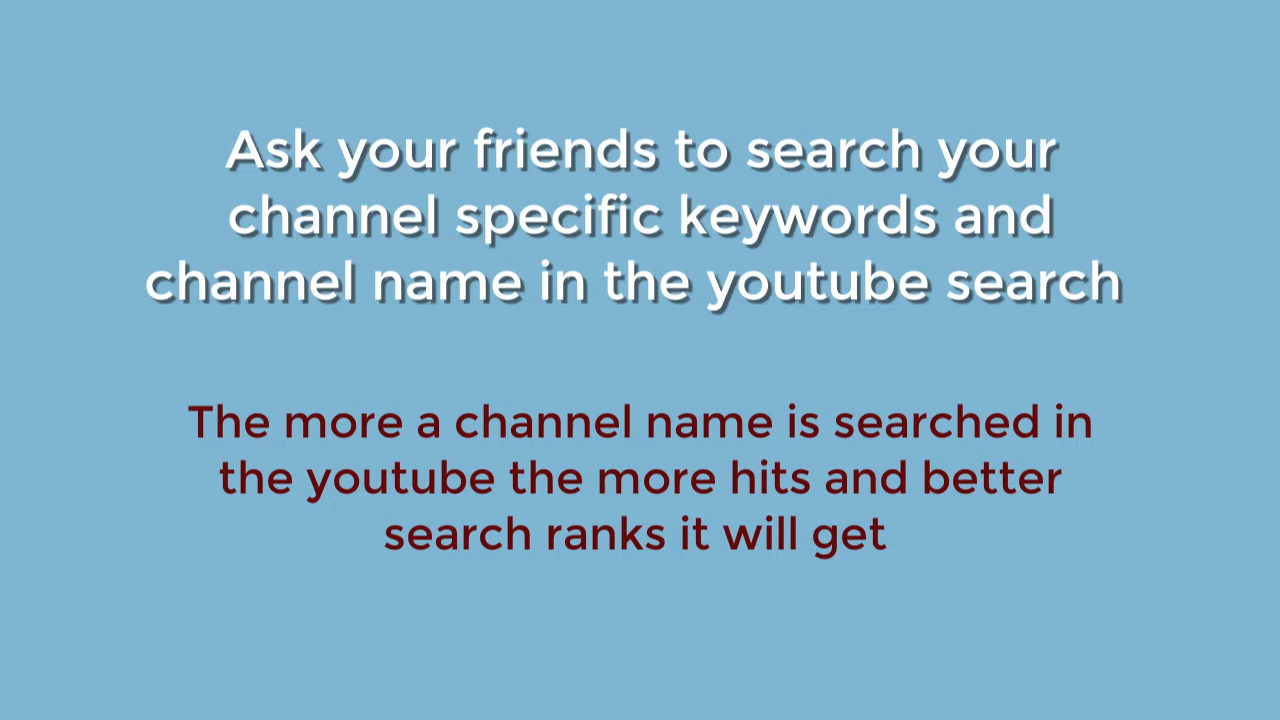 Ask your friends to search your
channel specific keywords and
channel name in the youtube search
The more a channel name is searched in
the youtube the more hits and better
search ranks it will get